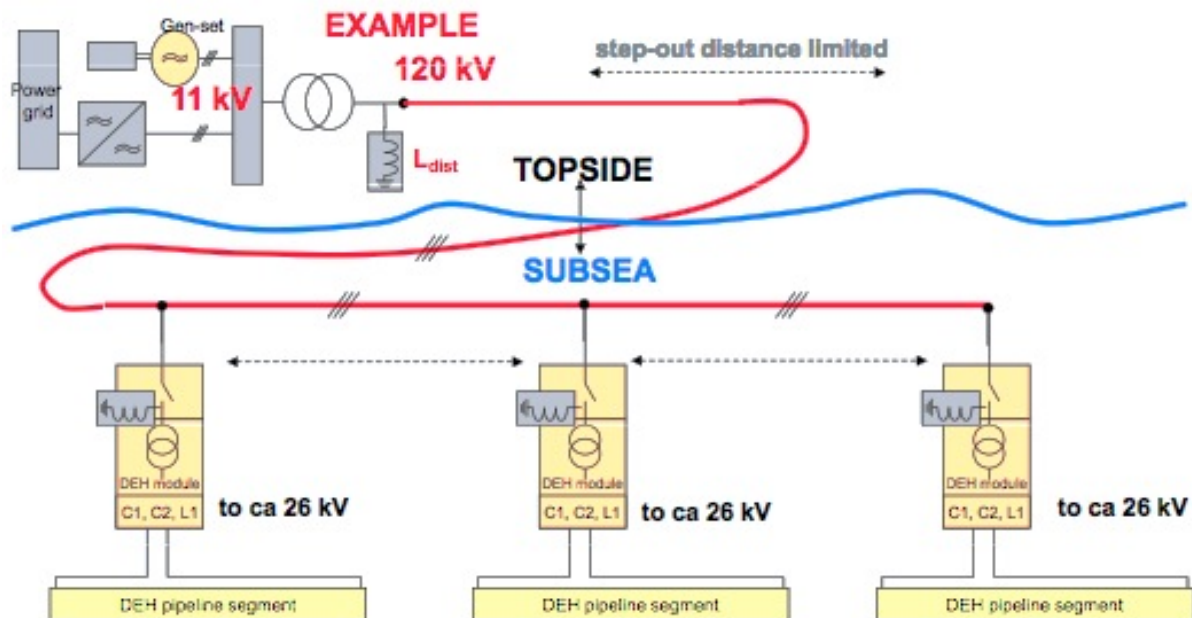 Gen-set
EXAMPLE
step-out distance limited
120 kV
Power
grid
11 kV
L dist
TOPSIDE
SUBSEA
DEH module
C1, C2, L1
to ca 26 kV
DEH module
C1, C2, L1
to ca 26 kV
DEH module
C1, C2, L1
to ca 26 kV
DEH pipeline segment
DEH pipeline segment
DEH pipeline segment